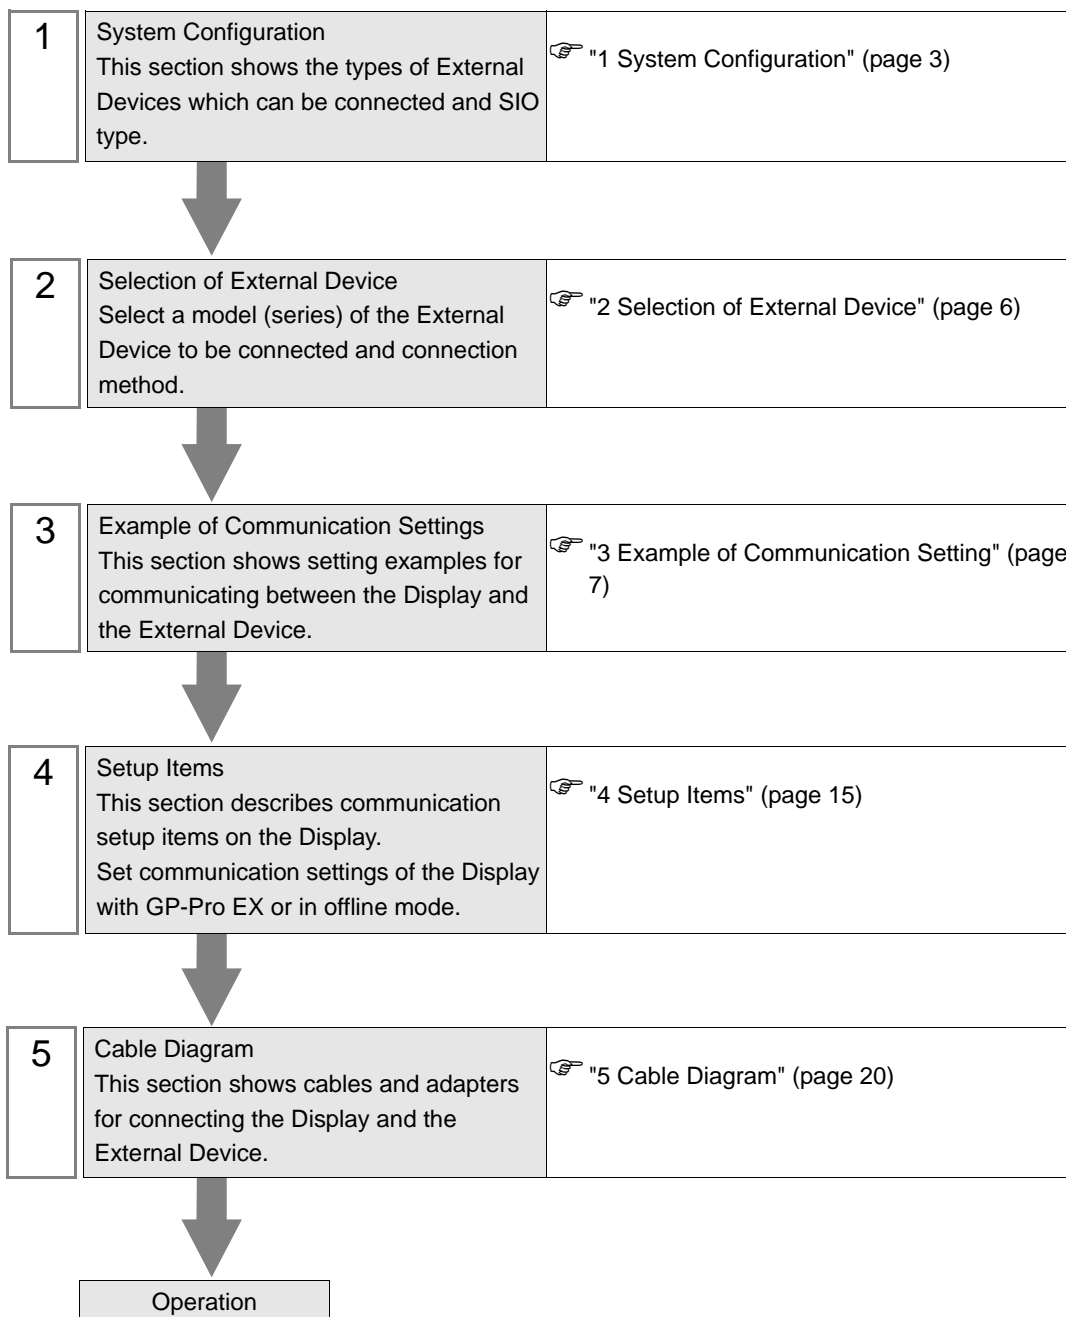 1
System Configuration
This section shows the types of External
Devices which can be connected and SIO
type.
"1 System Configuration" (page 3)
2
Selection of External Device
Select a model (series) of the External
Device to be connected and connection
method.
"2 Selection of External Device" (page 6)
3
Example of Communication Settings
This section shows setting examples for
communicating between the Display and
the External Device.
"3 Example of Communication Setting" (page
7)
4
Setup Items
This section describes communication
setup items on the Display.
Set communication settings of the Display
with GP-Pro EX or in offline mode.
"4 Setup Items" (page 15)
5
Cable Diagram
This section shows cables and adapters
for connecting the Display and the
External Device.
"5 Cable Diagram" (page 20)
Operation